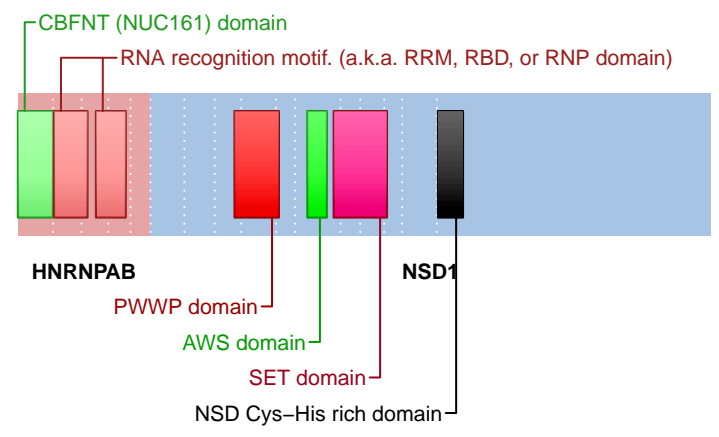 CBFNT (NUC161) domain
RNA recognition motif. (a.k.a. RRM, RBD, or RNP domain)
HNRNPAB NSD1
PWWP domain
AWS domain
SET domain
NSD Cys−His rich domain